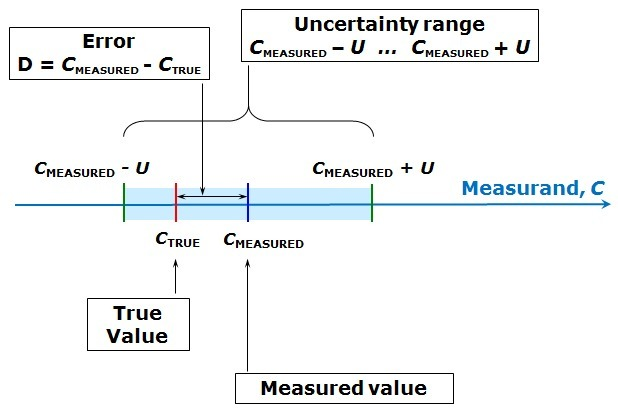 Error
D = CMEASURED - CTRUE
Uncertainty range
CMEASURED – U ... CMEASURED + U
CMEASURED - U
CMEASURED + U
Measurand, C
CTRUE
CMEASURED
True
Value
Measured value